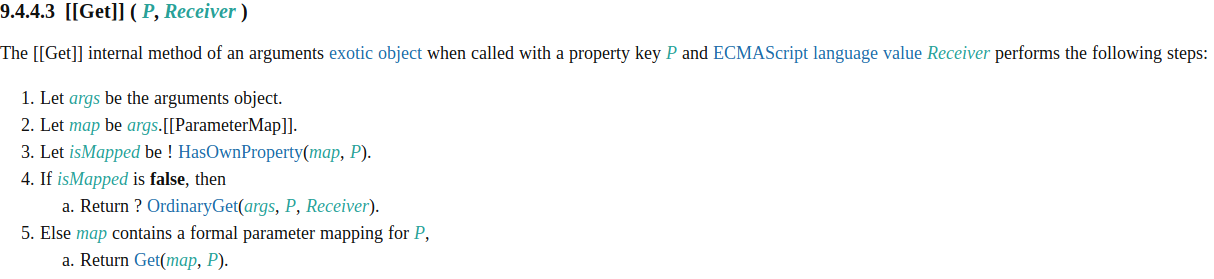 9.4.4.3 [[Get]] ( P, Receiver )
The [[Get]] internal method of an arguments exotic object when called with a property key P and ECMAScript language value Receiver performs the following steps:
1. Let args be the arguments object.
2. Let map be args.[[ParameterMap]].
3. Let isMapped be ! HasOwnProperty(map, P).
4. If isMapped is false, then
a. Return ? OrdinaryGet(args, P, Receiver).
5. Else map contains a formal parameter mapping for P,
a. Return Get(map, P).